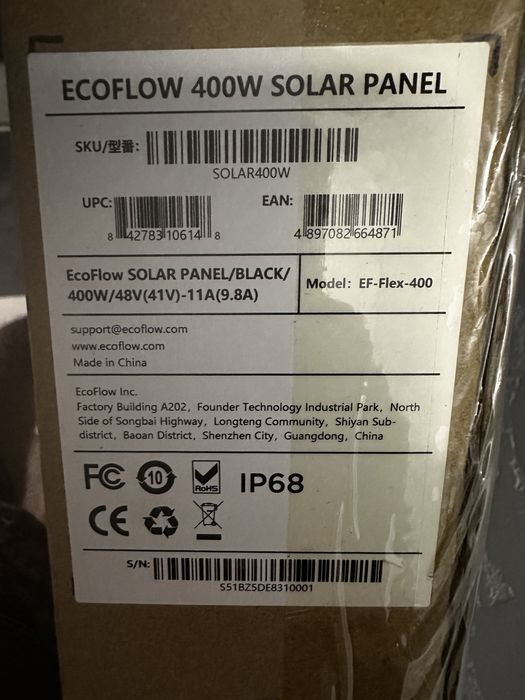 ECOFLOW 400W SOLAR PANEL
SKU/型番:
SOLAR400W
UPC: EAN:
8 42783 10614 8 4 897082 664871
EcoFlow SOLAR PANEL/BLACK/
400W/48V(41V)-11A(9.8A)
Model: EF-Flex-400
support@ecoflow.com
www.ecoflow.com
Made in China
EcoFlow Inc.
Factory Building A202, Founder Technology Industrial Park, North
Side of Songbai Highway, Longteng Community, Shiyan Sub-
district, Baoan District, Shenzhen City, Guangdong, China
FC 10 RoHS IP68
CE
S/N:
S51BZ5DE8310001